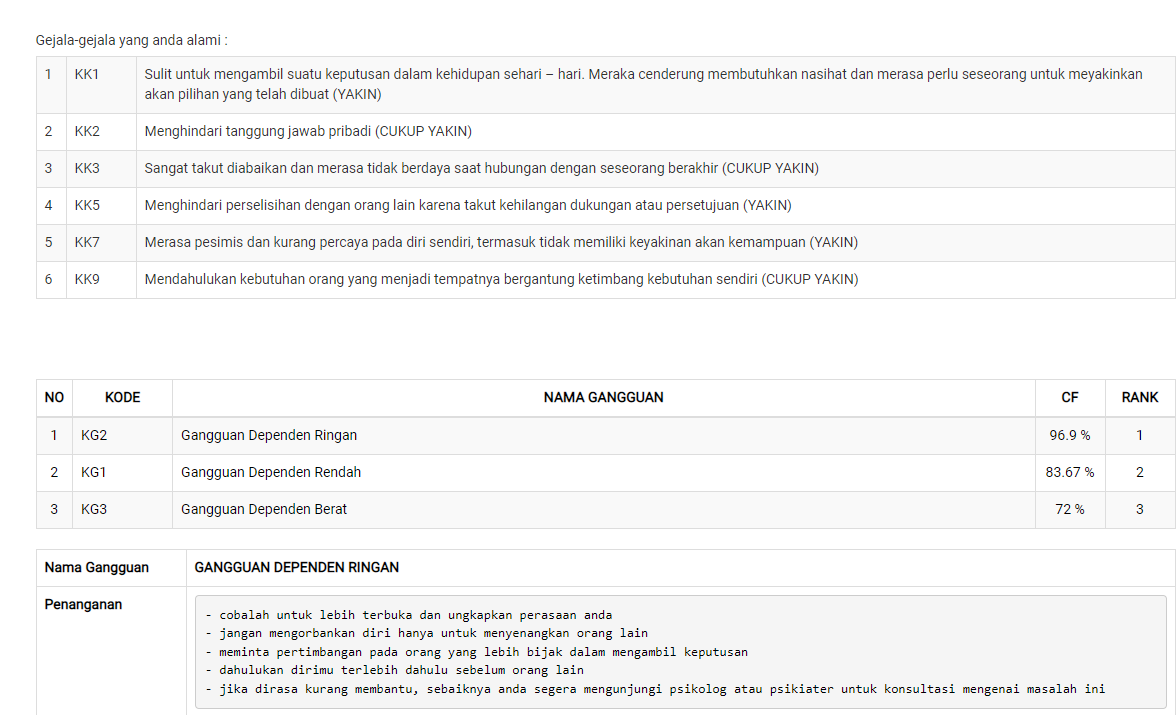 Gejala-gejala yang anda alami :
1 KK1 Sulit untuk mengambil suatu keputusan dalam kehidupan sehari – hari. Meraka cenderung membutuhkan nasihat dan merasa perlu seseorang untuk meyakinkan
akan pilihan yang telah dibuat (YAKIN)
2 KK2 Menghindari tanggung jawab pribadi (CUKUP YAKIN)
3 KK3 Sangat takut diabaikan dan merasa tidak berdaya saat hubungan dengan seseorang berakhir (CUKUP YAKIN)
4 KK5 Menghindari perselisihan dengan orang lain karena takut kehilangan dukungan atau persetujuan (YAKIN)
5 KK7 Merasa pesimis dan kurang percaya pada diri sendiri, termasuk tidak memiliki keyakinan akan kemampuan (YAKIN)
6 KK9 Mendahulukan kebutuhan orang yang menjadi tempatnya bergantung ketimbang kebutuhan sendiri (CUKUP YAKIN)
NO KODE NAMA GANGGUAN CF RANK
1 KG2 Gangguan Dependen Ringan 96.9 % 1
2 KG1 Gangguan Dependen Rendah 83.67 % 2
3 KG3 Gangguan Dependen Berat 72 % 3
Nama Gangguan GANGGUAN DEPENDEN RINGAN
Penanganan
- cobalah untuk lebih terbuka dan ungkapkan perasaan anda
- jangan mengorbankan diri hanya untuk menyenangkan orang lain
- meminta pertimbangan pada orang yang lebih bijak dalam mengambil keputusan
- dahulukan dirimu terlebih dahulu sebelum orang lain
- jika dirasa kurang membantu, sebaiknya anda segera mengunjungi psikolog atau psikiater untuk konsultasi mengenai masalah ini